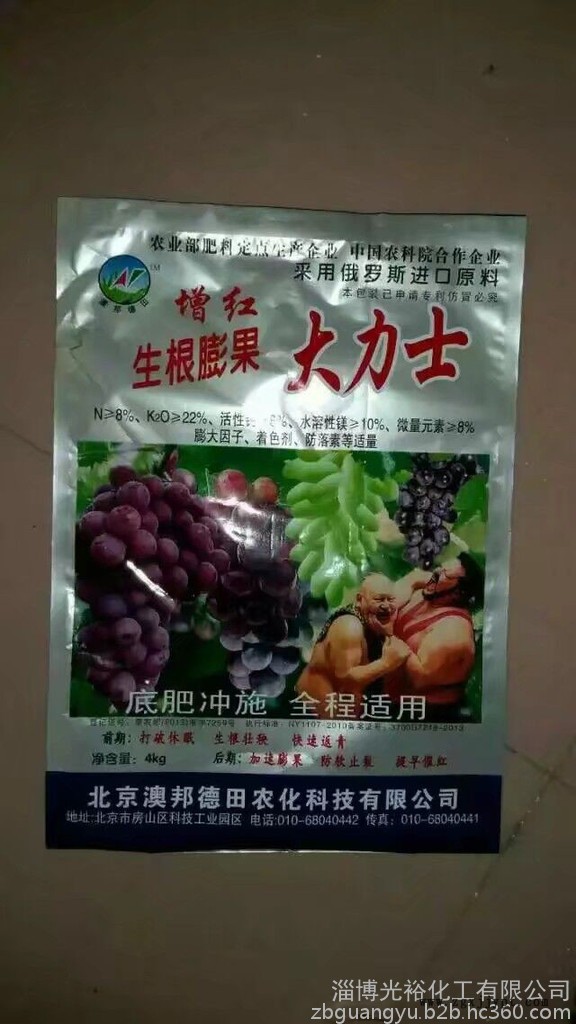 农业部肥料定点生产企业 中国农科院合作企业
采用俄罗斯进口原料
本包装已申请专利仿冒必究
TM
澳邦德田
增红
生根膨果 大力士
N≥8%、K2O≥22%、活性 8%、水溶性镁≥10%、微量元素≥8%
膨大因子、着色剂、防落素等适量
底肥冲施 全程适用
前期：打破休眠 生根壮秧 快速返青
净含量：4kg 后期：加速膨果 防软止裂 提早催红
北京澳邦德田农化科技有限公司
地址:北京市房山区科技工业园区 电话:010-68040442 传真：010-68040441
淄博光裕化工有限公司
zbguangyu.b2b.hc360.com